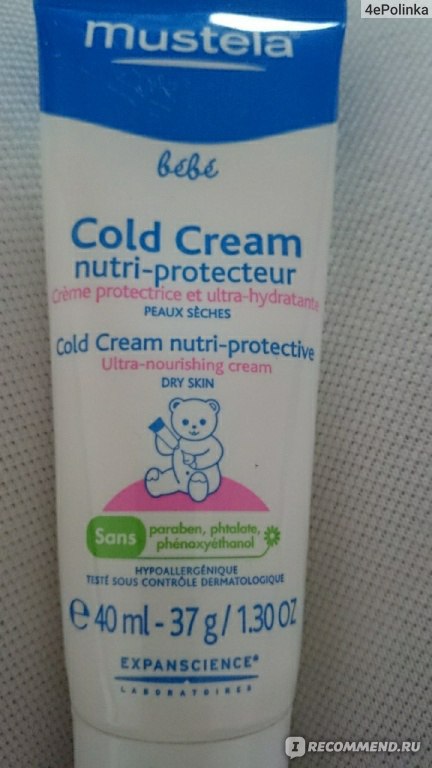 4ePolinka
mustela
bébé
Cold Cream
nutri-protecteur
Crème protectrice et ultra-hydratante
PEAUX SÈCHES
Cold Cream nutri-protective
Ultra-nourishing cream
DRY SKIN
Sans
paraben, phtalate,
phénoxyéthanol
HYPOALLERGÉNIQUE
TESTÉ SOUS CONTRÔLE DERMATOLOGIQUE
e 40 ml - 37 g / 1.30 OZ
EXPANSCIENCE®
LABORATOIRES
I RECOMMEND.RU